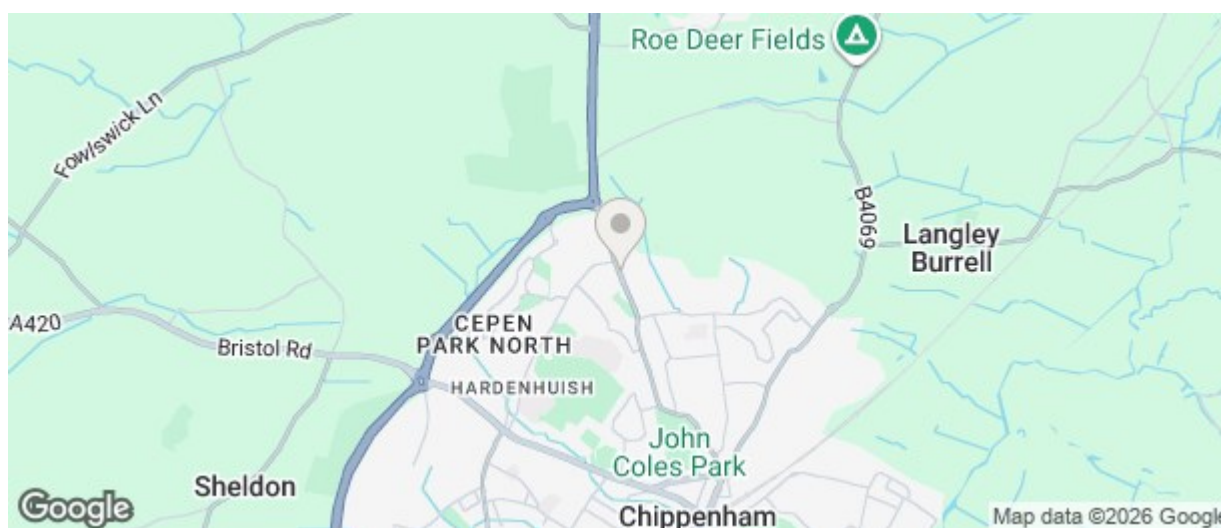 Roe Deer Fields
Fowlswick Ln
B4069
Langley
Burrell
A420
Bristol Rd
CEPEN
PARK NORTH
HARDENHUISH
John
Coles Park
Sheldon
Chippenham
Google
Map data ©2026 Google